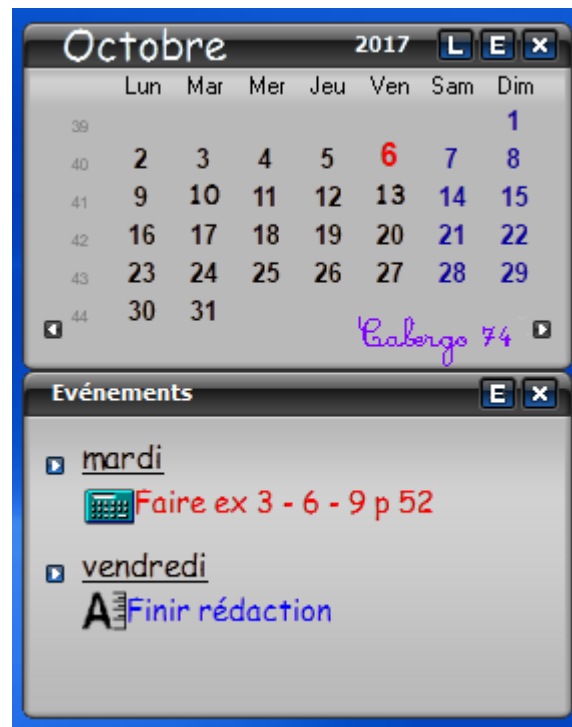 Octobre 2017 L E X
Lun Mar Mer Jeu Ven Sam Dim
39 1
40 2 3 4 5 6 7 8
41 9 10 11 12 13 14 15
42 16 17 18 19 20 21 22
43 23 24 25 26 27 28 29
44 30 31
Cabergo 74
Evénements E X
mardi
Faire ex 3 - 6 - 9 p 52
vendredi
A Finir rédaction